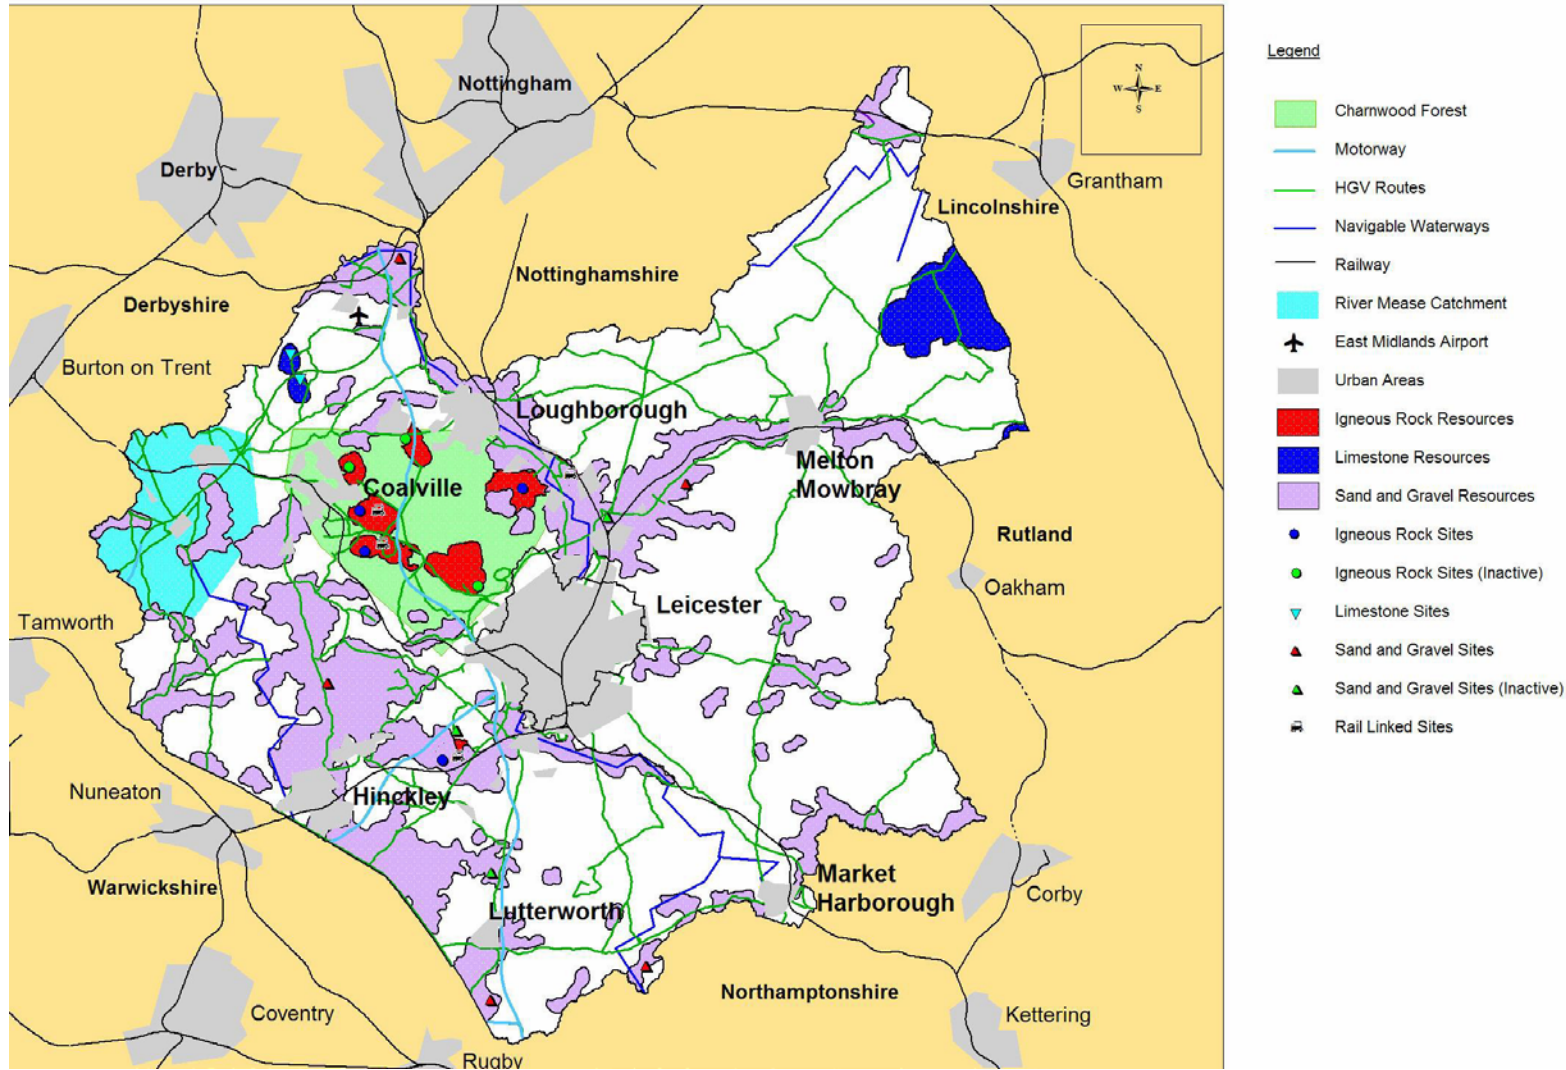 Nottingham
Derby
Grantham
Lincolnshire
Nottinghamshire
Derbyshire
Burton on Trent
Loughborough
Melton
Mowbray
Coalville
Rutland
Oakham
Leicester
Tamworth
Nuneaton
Hinckley
Warwickshire
Market
Harborough
Corby
Lutterworth
Northamptonshire
Coventry
Kettering
Rugby
N
W
E
S
Legend
Charnwood Forest
Motorway
HGV Routes
Navigable Waterways
Railway
River Mease Catchment
East Midlands Airport
Urban Areas
Igneous Rock Resources
Limestone Resources
Sand and Gravel Resources
Igneous Rock Sites
Igneous Rock Sites (Inactive)
Limestone Sites
Sand and Gravel Sites
Sand and Gravel Sites (Inactive)
Rail Linked Sites